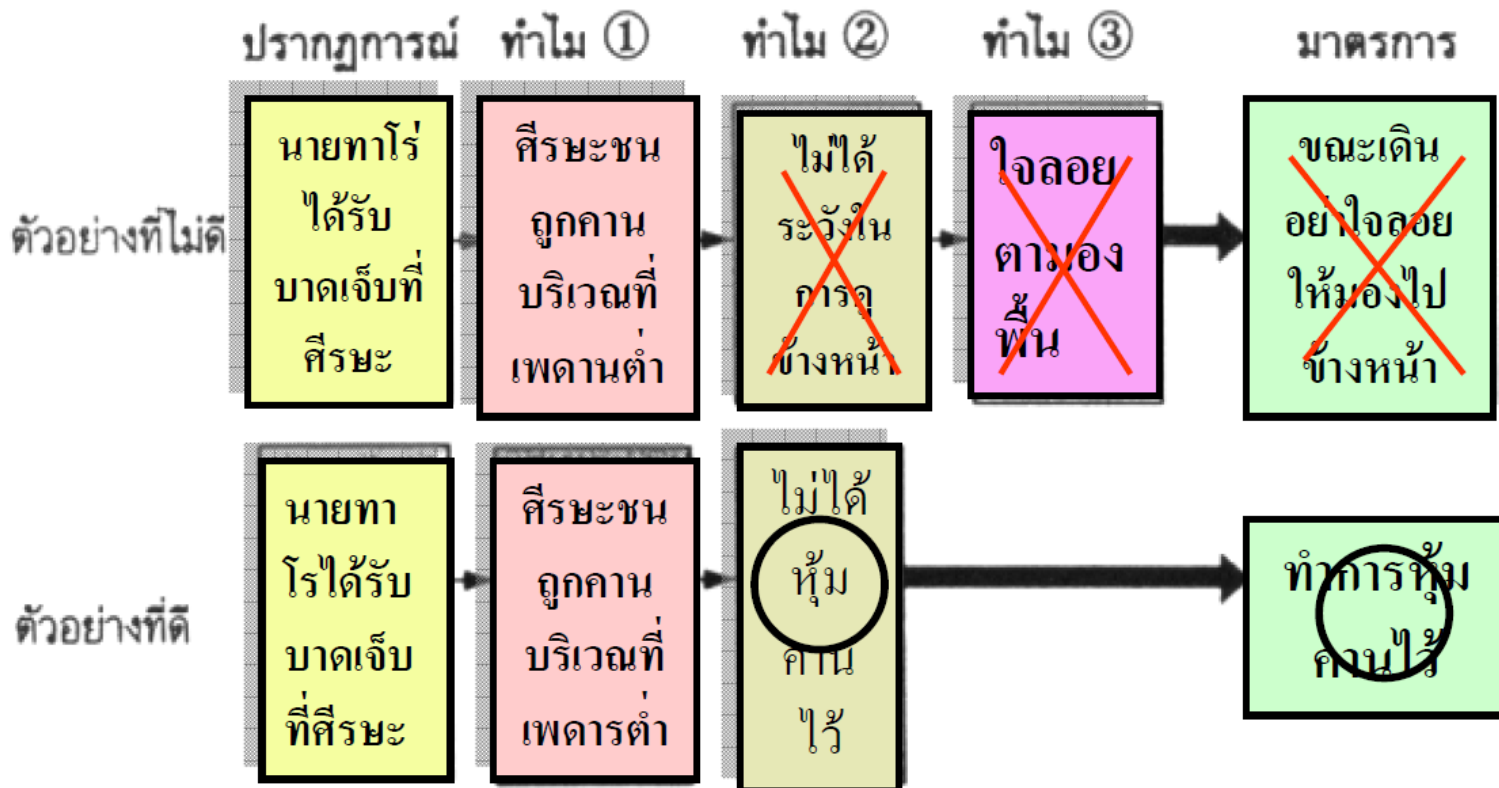 ปรากฏการณ์ ทำไม ① ทำไม ② ทำไม ③ มาตรการ
ตัวอย่างที่ไม่ดี
นายทาโร่
ได้รับ
บาดเจ็บที่
ศีรษะ
ศีรษะชน
ถูกคาน
บริเวณที่
เพดานต่ำ
ไม่ได้
ระวังใน
การดู
ข้างหน้า
ใจลอย
ตามอง
พื้น
ขณะเดิน
อย่าใจลอย
ให้มองไป
ข้างหน้า
ตัวอย่างที่ดี
นายทา
โรได้รับ
บาดเจ็บ
ที่ศีรษะ
ศีรษะชน
ถูกคาน
บริเวณที่
เพดารต่ำ
ไม่ได้
หุ้ม
คาน
ไว้
ทำการหุ้ม
คานไว้